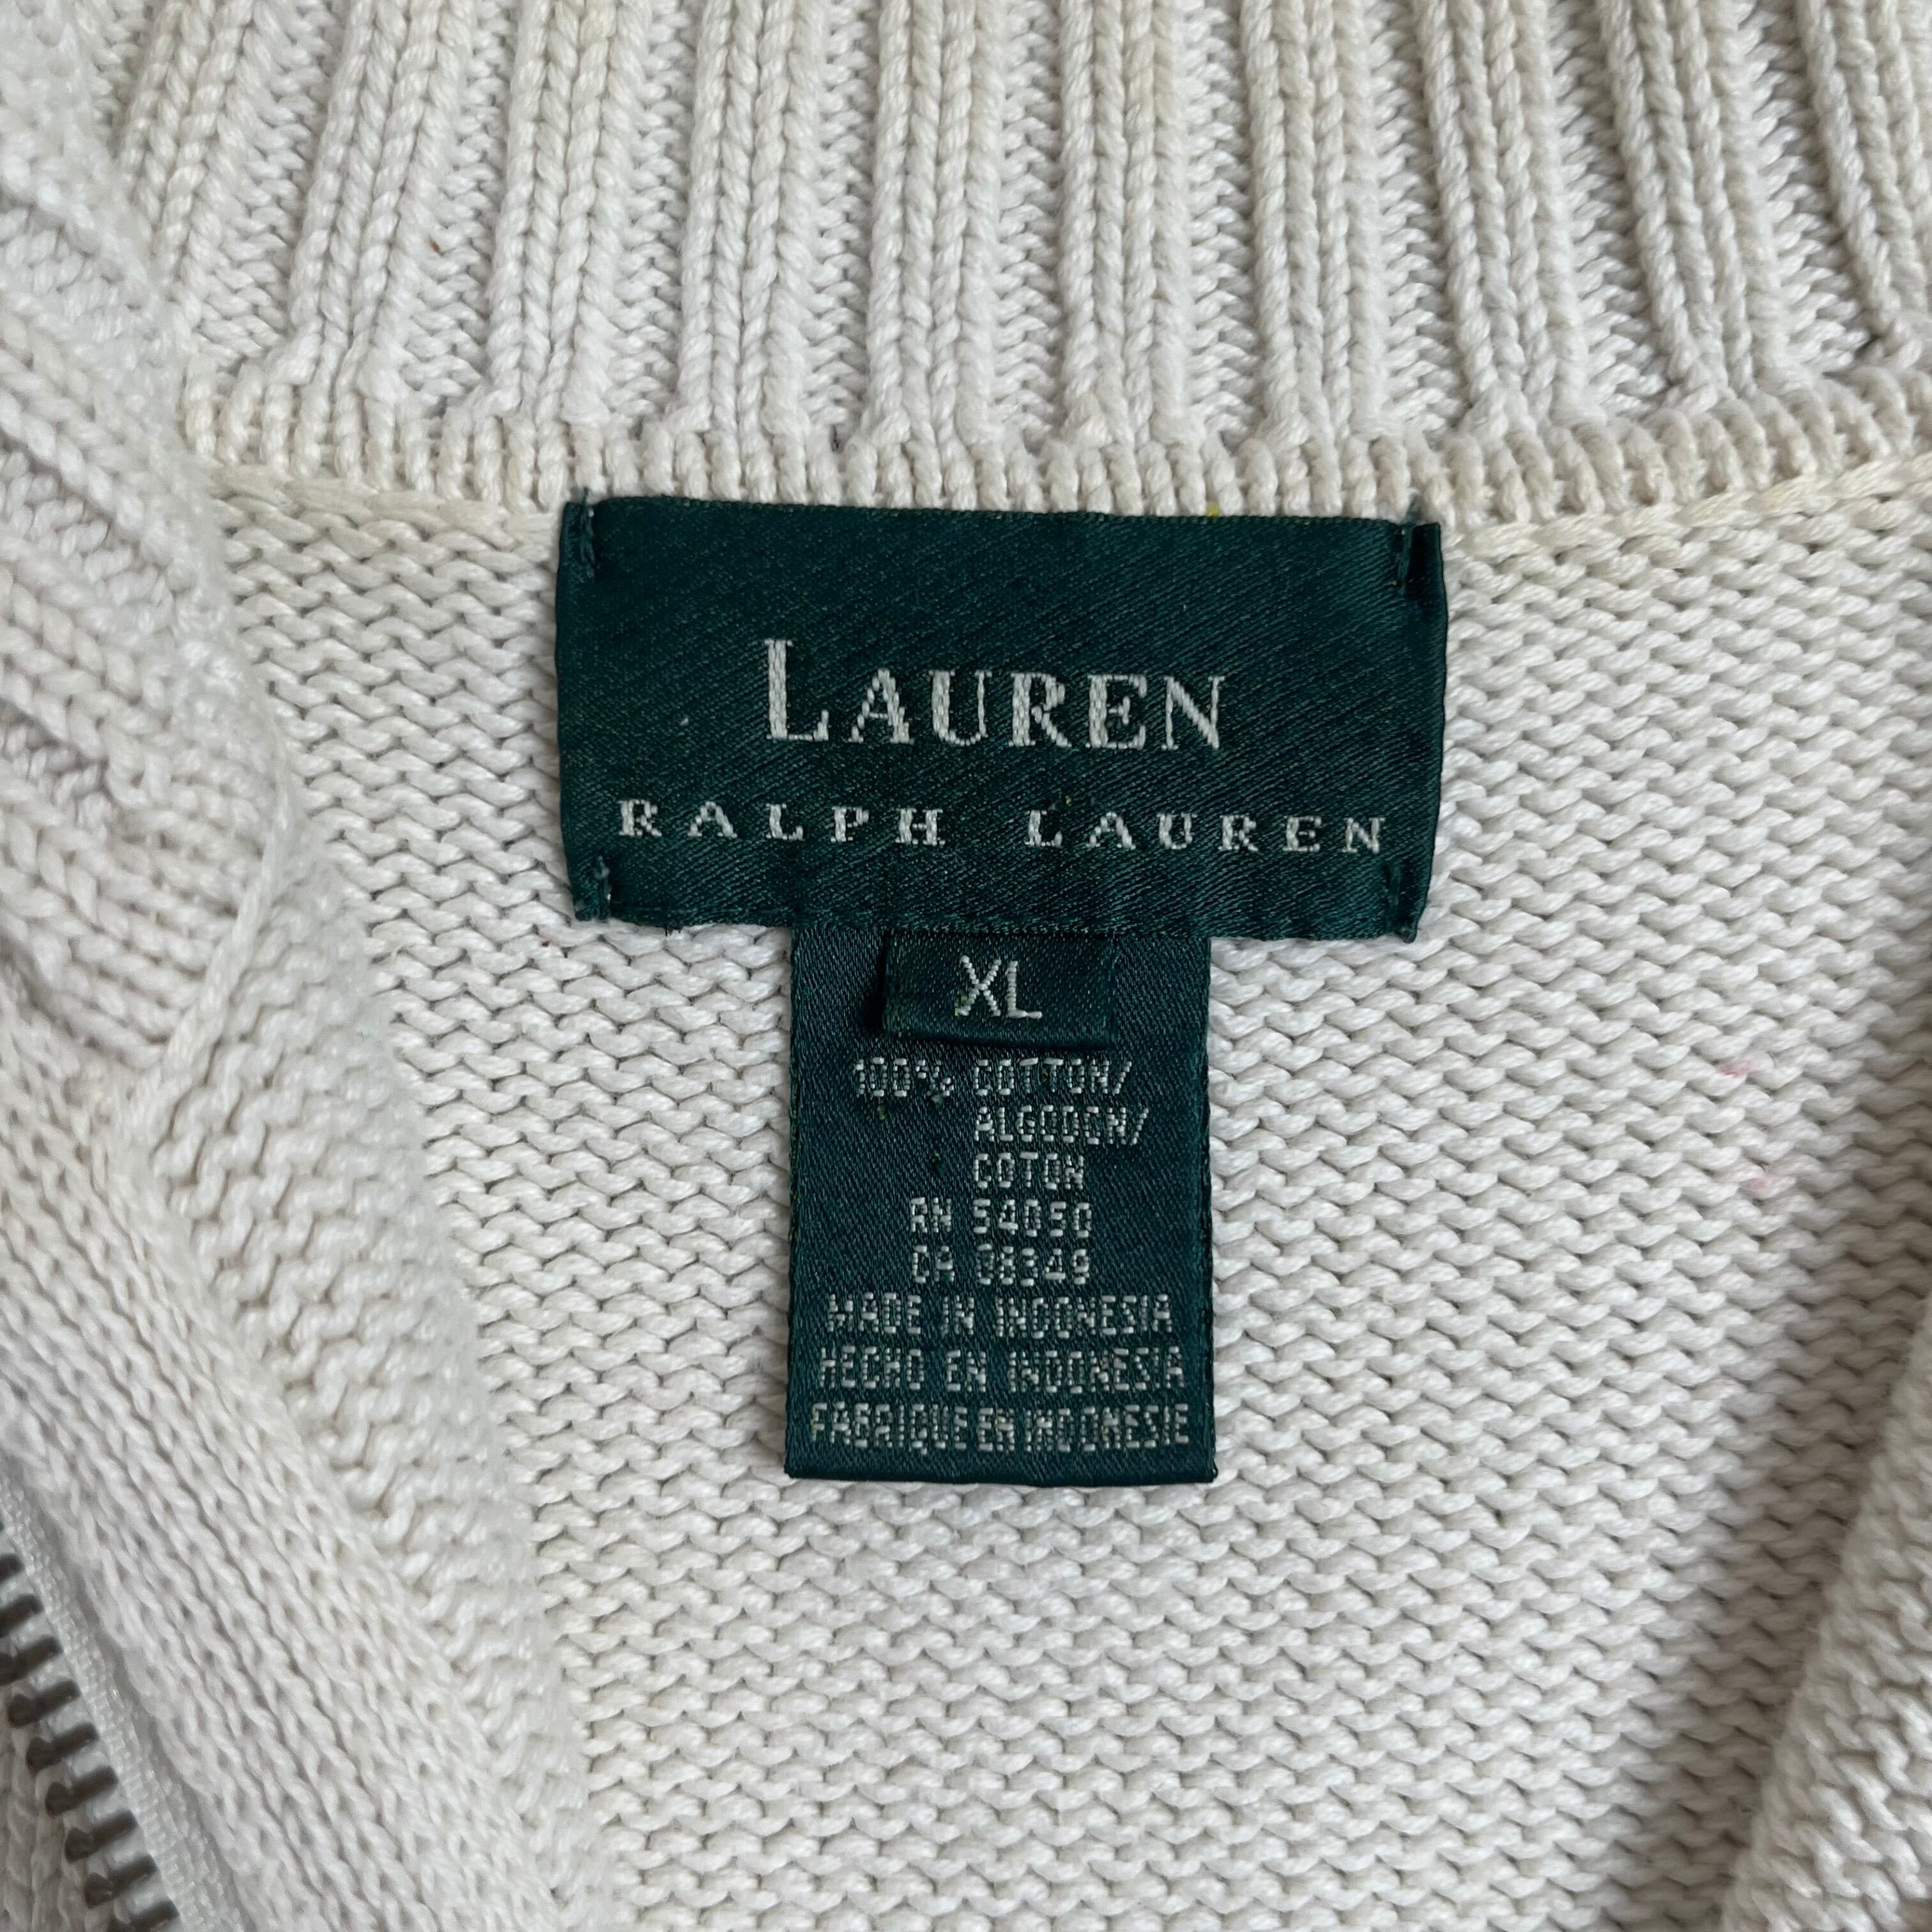 LAUREN
RALPH LAUREN
XL
100% COTTON/
ALGODON/
COTON
RN 54050
CA 08349
MADE IN INDONESIA
HECHO EN INDONESIA
FABRIQUE EN INDONESIE